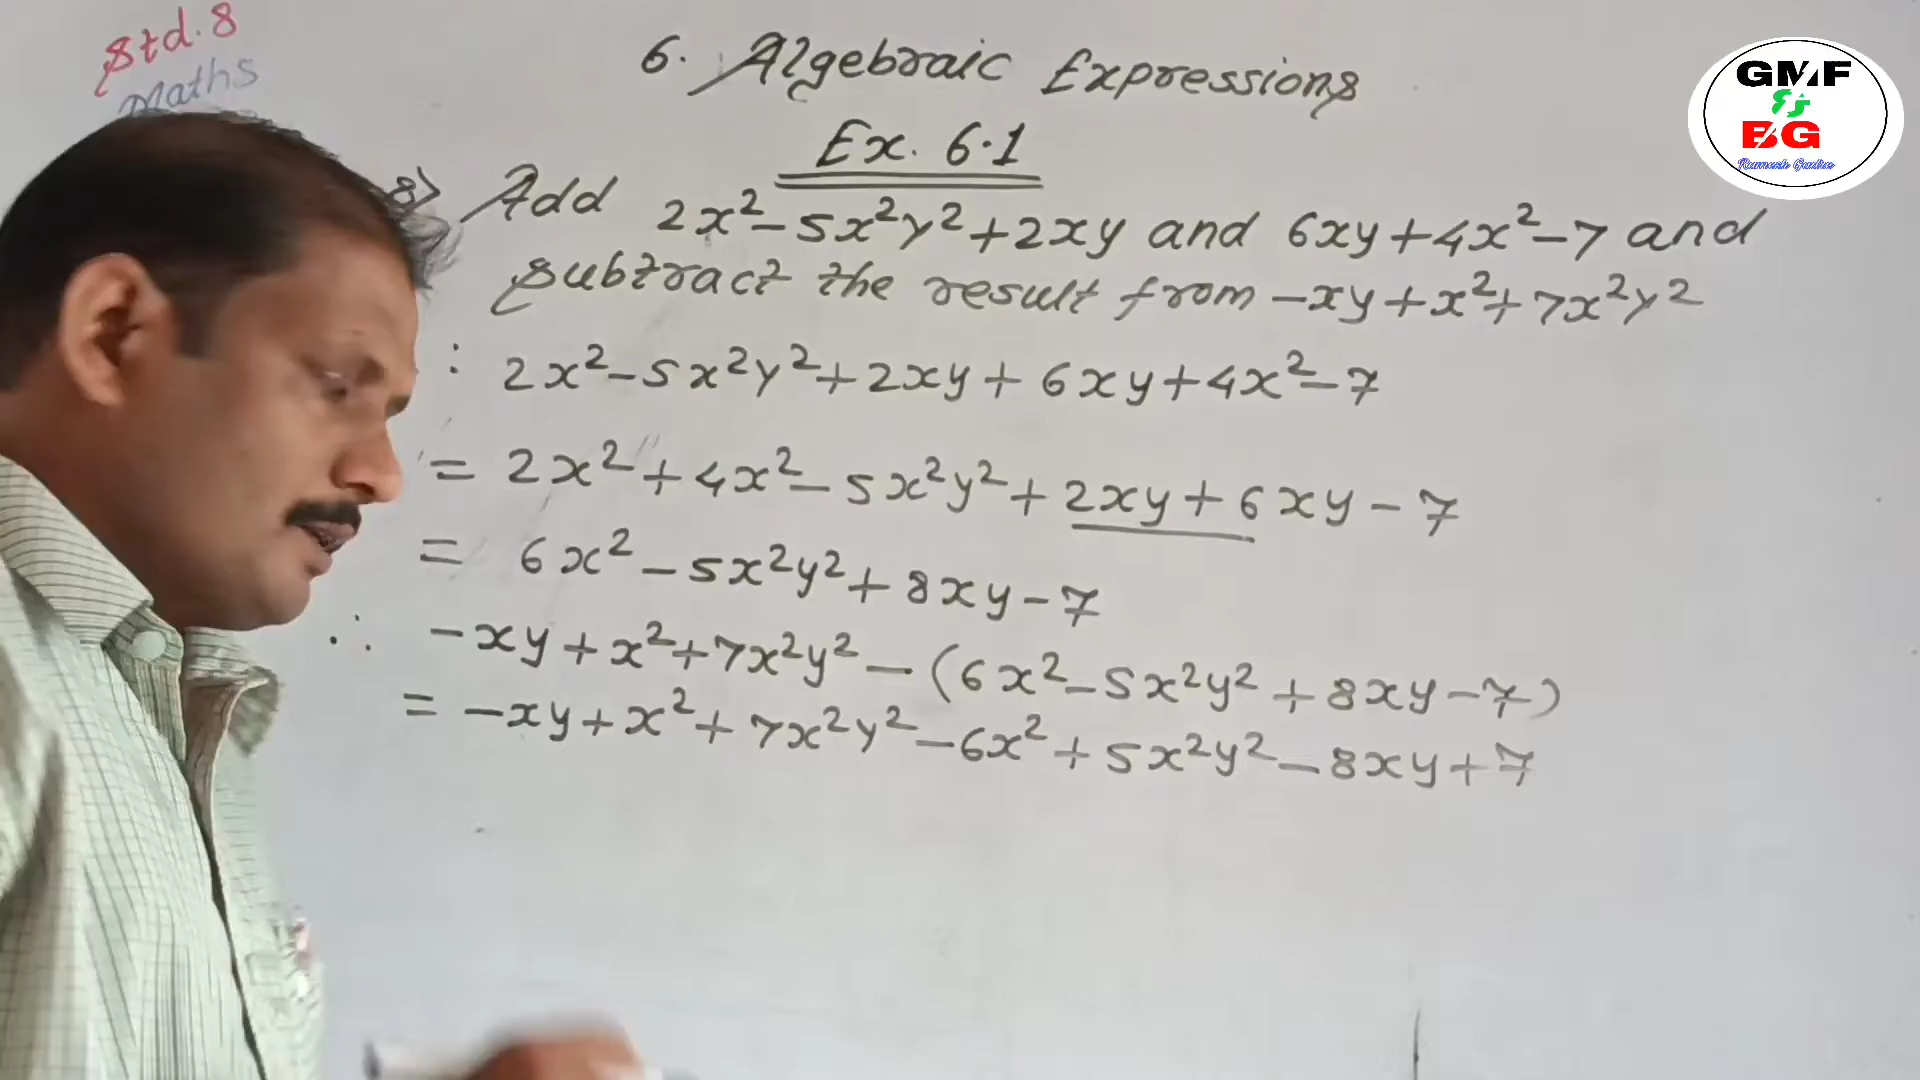 Std. 8
Maths
6. Algebraic Expressions
Ex. 6.1
8) Add 2x²-5x²y²+2xy and 6xy+4x²-7 and
subtract the result from -xy+x²+7x²y²
: 2x²-5x²y²+2xy+6xy+4x²-7
= 2x²+4x²-5x²y²+2xy+6xy-7
= 6x²-5x²y²+8xy-7
∴ -xy+x²+7x²y²-(6x²-5x²y²+8xy-7)
= -xy+x²+7x²y²-6x²+5x²y²-8xy+7
GMF
&
BG